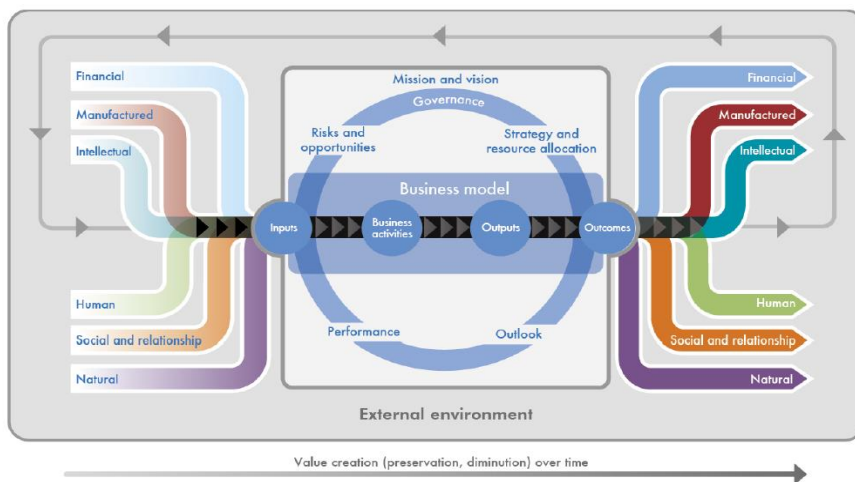 Financial
Manufactured
Intellectual
Human
Social and relationship
Natural
Mission and vision
Governance
Risks and
opportunities
Strategy and
resource allocation
Business model
Inputs
Business
activities
Outputs
Outcomes
Performance
Outlook
Financial
Manufactured
Intellectual
Human
Social and relationship
Natural
External environment
Value creation (preservation, diminution) over time